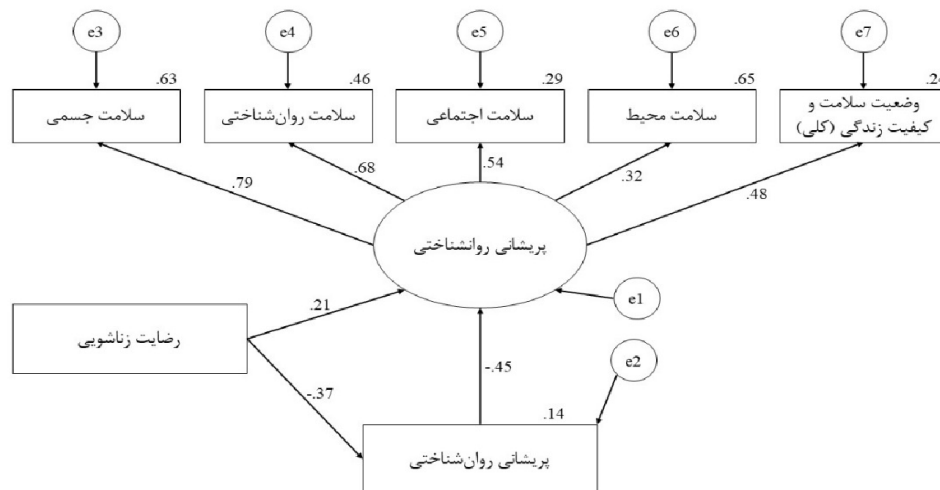 e3
e4
e5
e6
e7
.63
.46
.29
.65
سلامت جسمی
سلامت روان‌شناختی
سلامت اجتماعی
سلامت محیط
وضعیت سلامت و
کیفیت زندگی (کلی)
.79
.68
.54
.32
.48
پریشانی روانشناختی
e1
.21
رضایت زناشویی
-.45
e2
-.37
.14
پریشانی روان‌شناختی